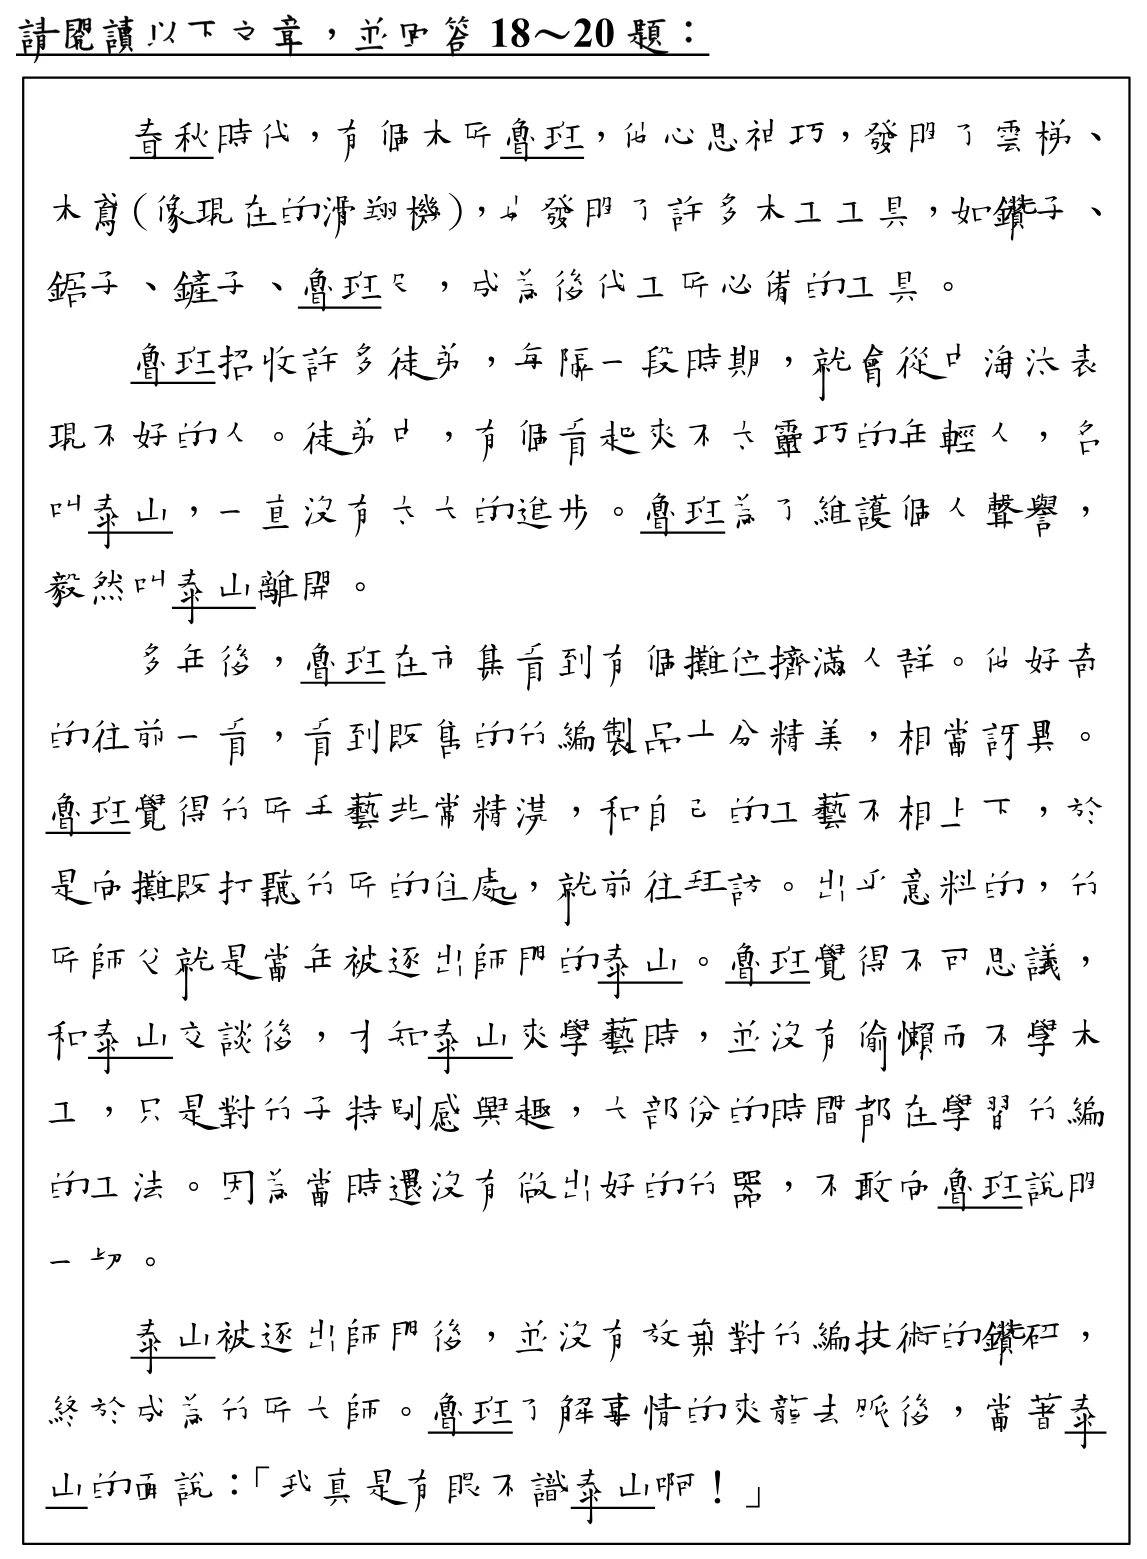 請閱讀以下文章，並回答 18～20 題：
春秋時代，有個木匠魯班，他心思神巧，發明了雲梯、
木鳶(像現在的滑翔機)，也發明了許多木工工具，如鑽子、
鋸子、鏟子、魯班尺，成為後代工匠必備的工具。
魯班招收許多徒弟，每隔一段時期，就會從中淘汰表
現不好的人。徒弟中，有個看起來不太靈巧的年輕人，名
叫泰山，一直沒有太大的進步。魯班為了維護個人聲譽，
毅然叫泰山離開。
多年後，魯班在市集看到有個攤位擠滿人群。他好奇
的往前一看，看到販售的竹編製品十分精美，相當訝異。
魯班覺得竹匠手藝非常精湛，和自己的工藝不相上下，於
是向攤販打聽竹匠的住處，就前往拜訪。出乎意料的，竹
匠師父就是當年被逐出師門的泰山。魯班覺得不可思議，
和泰山交談後，才知泰山來學藝時，並沒有偷懶而不學木
工，只是對竹子特別感興趣，大部份的時間都在學習竹編
的工法。因為當時還沒有做出好的竹器，不敢向魯班說明
一切。
泰山被逐出師門後，並沒有放棄對竹編技術的鑽研，
終於成為竹匠大師。魯班了解事情的來龍去脈後，當著泰
山的面說：「我真是有眼不識泰山啊！」